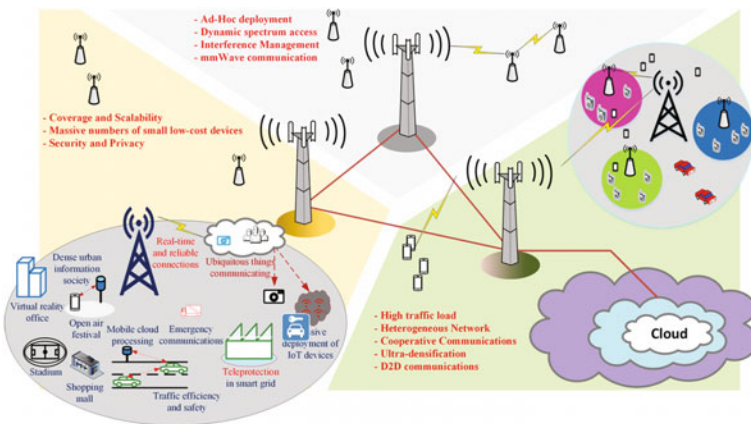 - Ad-Hoc deployment
- Dynamic spectrum access
- Interference Management
- mmWave communication
- Coverage and Scalability
- Massive numbers of small low-cost devices
- Security and Privacy
Real-time
and reliable
connections
Ubiquitous things
communicating
Dense urban
information
society
Virtual reality
office
Open air
festival
Mobile cloud
processing
Emergency
communications
sive
deployment of
IoT devices
Stadium
Shopping
mall
Teleprotection
in smart grid
Traffic efficiency
and safety
- High traffic load
- Heterogeneous Network
- Cooperative Communications
- Ultra-densification
- D2D communications
Cloud